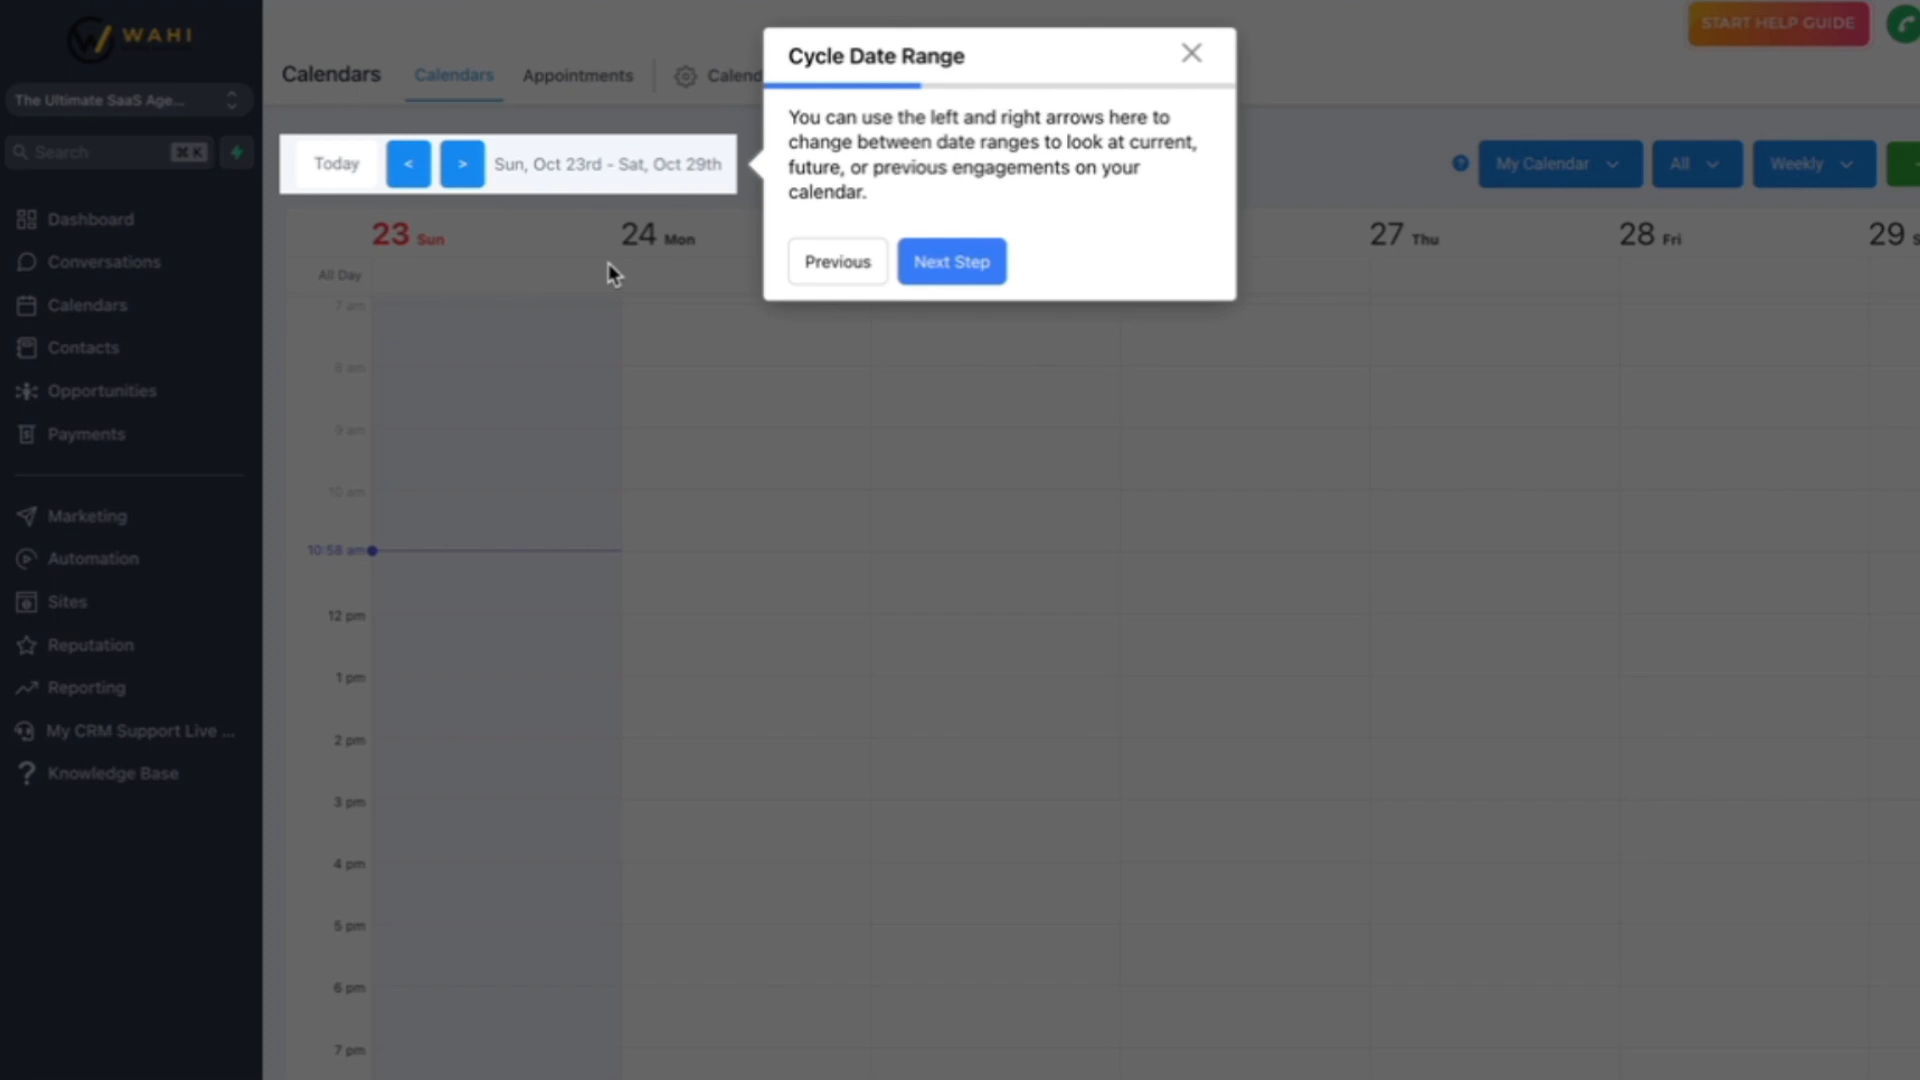 WAHI
The Ultimate SaaS Age...
Search ⌘ K
Dashboard
Conversations
Calendars
Contacts
Opportunities
Payments
Marketing
Automation
Sites
Reputation
Reporting
My CRM Support Live ...
Knowledge Base
START HELP GUIDE
Calendars Calendars Appointments Calend
Today < > Sun, Oct 23rd - Sat, Oct 29th
Cycle Date Range
You can use the left and right arrows here to
change between date ranges to look at current,
future, or previous engagements on your
calendar.
Previous Next Step
My Calendar All Weekly
23 Sun 24 Mon 27 Thu 28 Fri 29 S
All Day
7 am
8 am
9 am
10 am
10:58 am
12 pm
1 pm
2 pm
3 pm
4 pm
5 pm
6 pm
7 pm